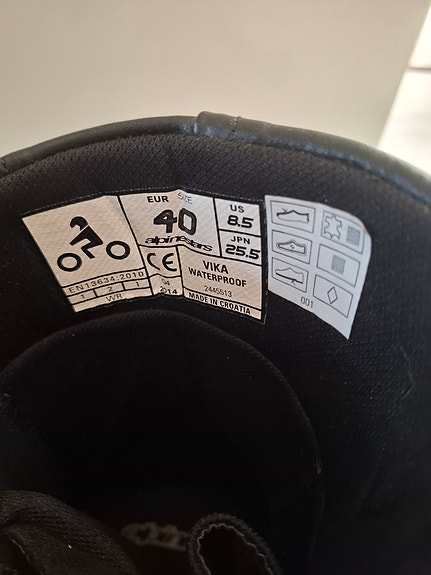 EUR SIZE
40
alpinestars
US
8.5
JPN
25.5
CE
VIKA
WATERPROOF
2445513
MADE IN CROATIA
2014
EN13634:2010
1 2 1
WR
001